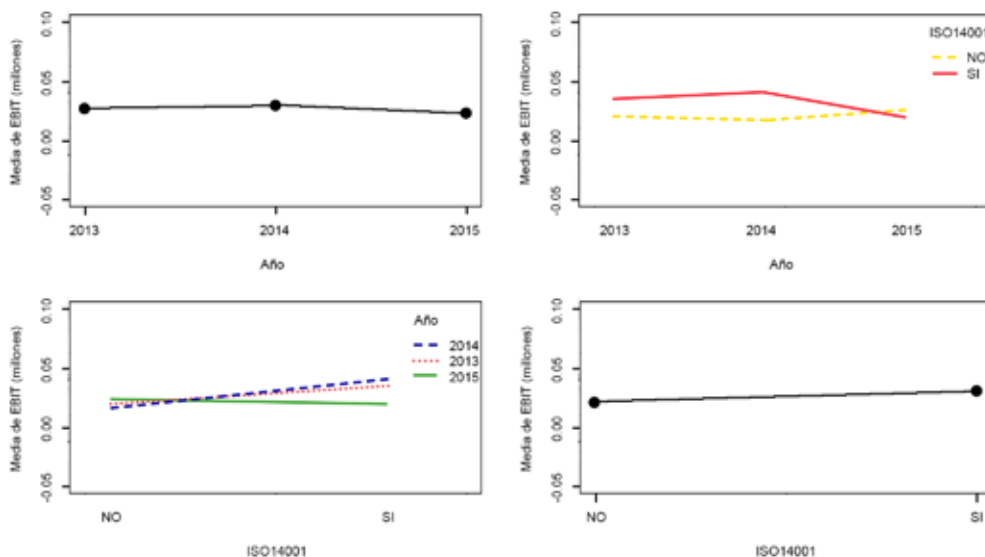 Media de EBIT (millones)
0.10
0.05
0.00
-0.05
2013 2014 2015
Año
Media de EBIT (millones)
0.10
0.05
0.00
-0.05
ISO14001
NO
SI
2013 2014 2015
Año
Media de EBIT (millones)
0.10
0.05
0.00
-0.05
Año
2014
2013
2015
NO SI
ISO14001
Media de EBIT (millones)
0.10
0.05
0.00
-0.05
NO SI
ISO14001